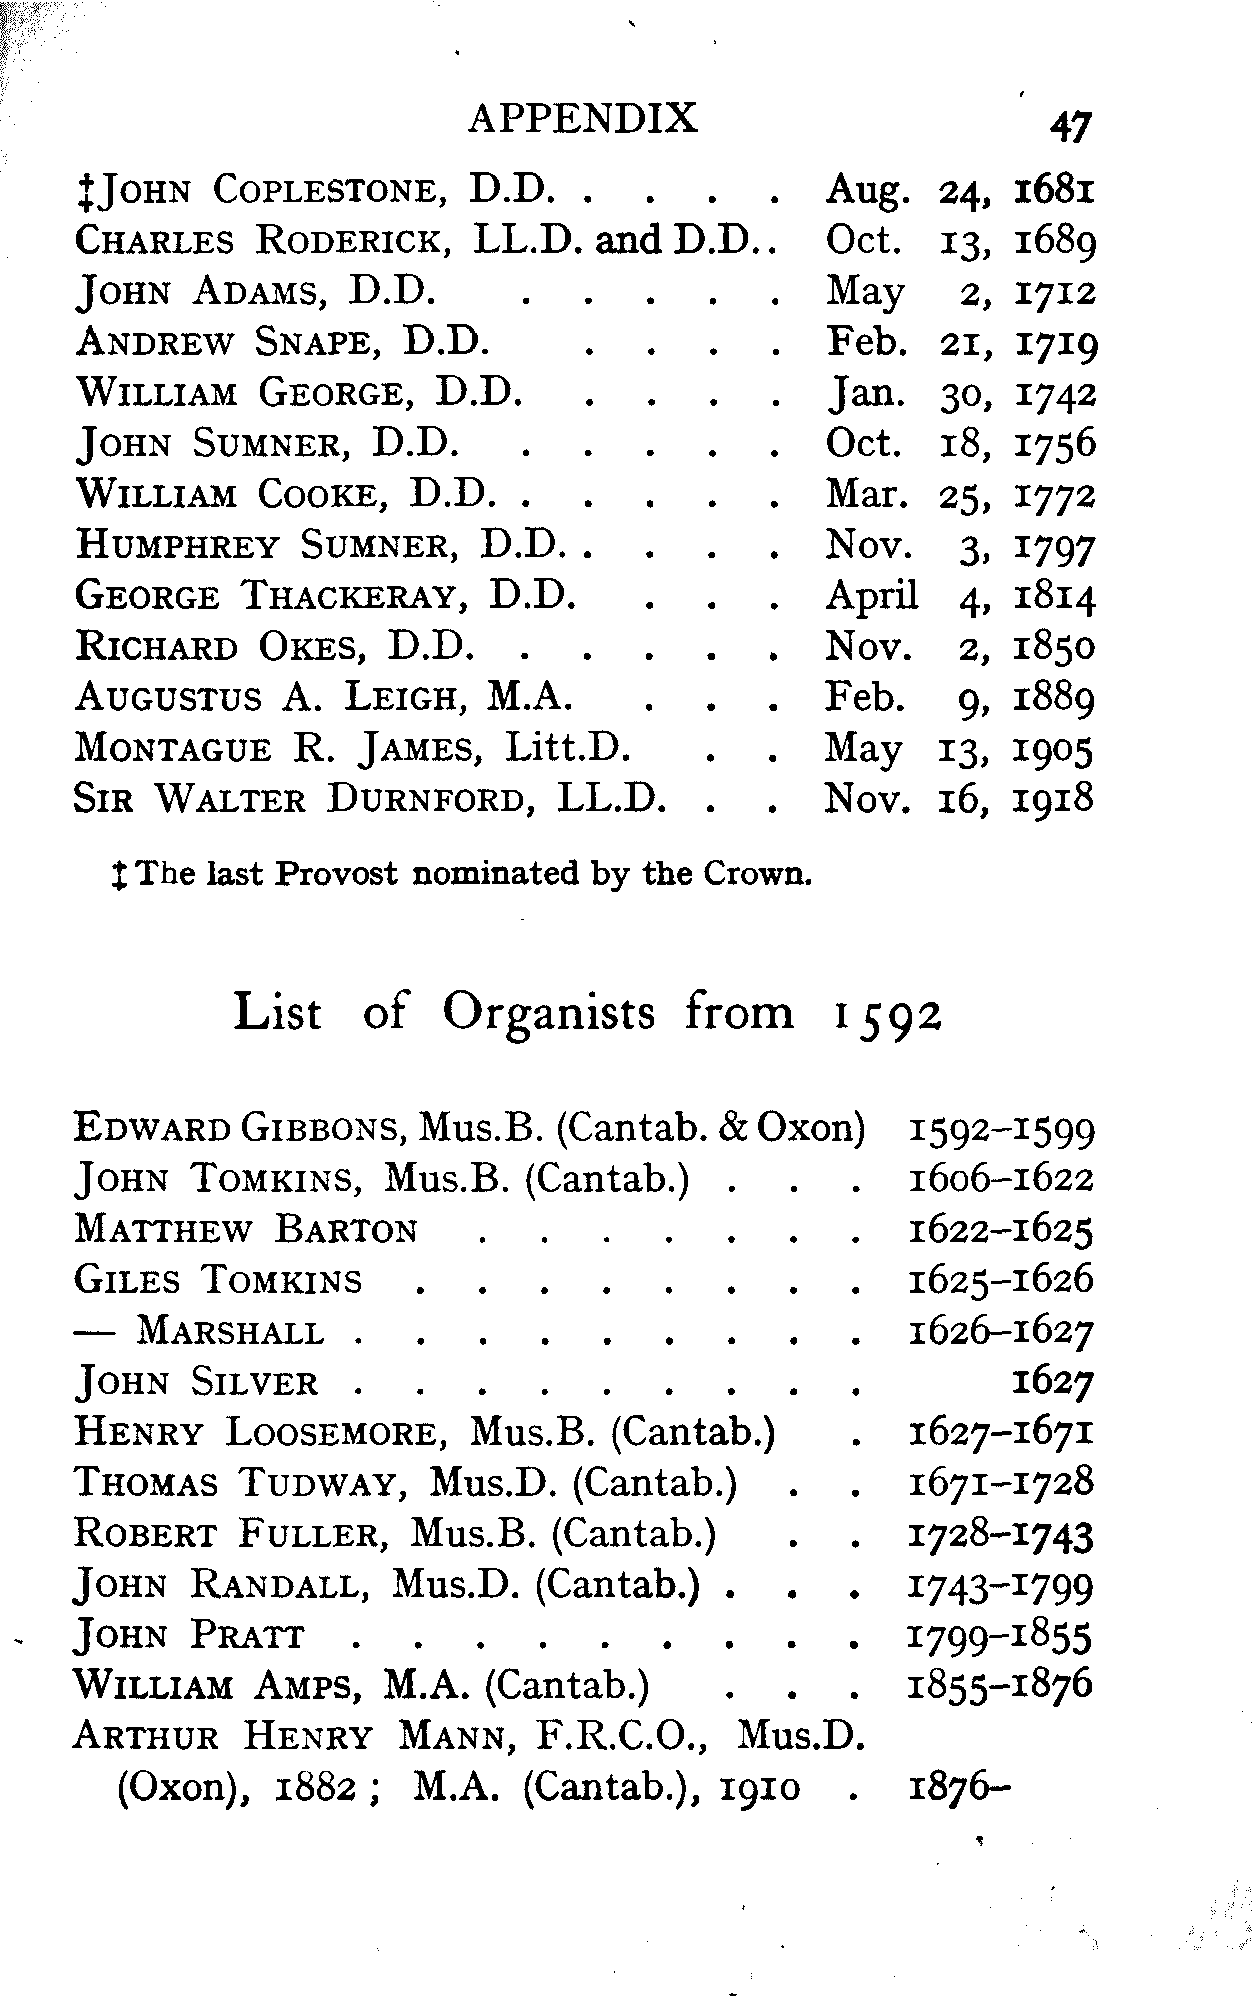 APPENDIX 47
‡JOHN COPLESTONE, D.D. . . . . Aug. 24, 1681
CHARLES RODERICK, LL.D. and D.D. . Oct. 13, 1689
JOHN ADAMS, D.D. . . . . . May 2, 1712
ANDREW SNAPE, D.D. . . . . Feb. 21, 1719
WILLIAM GEORGE, D.D. . . . . Jan. 30, 1742
JOHN SUMNER, D.D. . . . . . Oct. 18, 1756
WILLIAM COOKE, D.D. . . . . . Mar. 25, 1772
HUMPHREY SUMNER, D.D. . . . . Nov. 3, 1797
GEORGE THACKERAY, D.D. . . . April 4, 1814
RICHARD OKES, D.D. . . . . . Nov. 2, 1850
AUGUSTUS A. LEIGH, M.A. . . . Feb. 9, 1889
MONTAGUE R. JAMES, Litt.D. . . May 13, 1905
SIR WALTER DURNFORD, LL.D. . . Nov. 16, 1918
‡ The last Provost nominated by the Crown.
List of Organists from 1592
EDWARD GIBBONS, Mus.B. (Cantab. & Oxon) 1592–1599
JOHN TOMKINS, Mus.B. (Cantab.) . . . 1606–1622
MATTHEW BARTON . . . . . . . 1622–1625
GILES TOMKINS . . . . . . . . 1625–1626
— MARSHALL . . . . . . . . . 1626–1627
JOHN SILVER . . . . . . . . . 1627
HENRY LOOSEMORE, Mus.B. (Cantab.) . 1627–1671
THOMAS TUDWAY, Mus.D. (Cantab.) . . 1671–1728
ROBERT FULLER, Mus.B. (Cantab.) . . 1728–1743
JOHN RANDALL, Mus.D. (Cantab.) . . . 1743–1799
JOHN PRATT . . . . . . . . . 1799–1855
WILLIAM AMPS, M.A. (Cantab.) . . . 1855–1876
ARTHUR HENRY MANN, F.R.C.O., Mus.D.
(Oxon), 1882 ; M.A. (Cantab.), 1910 . 1876–